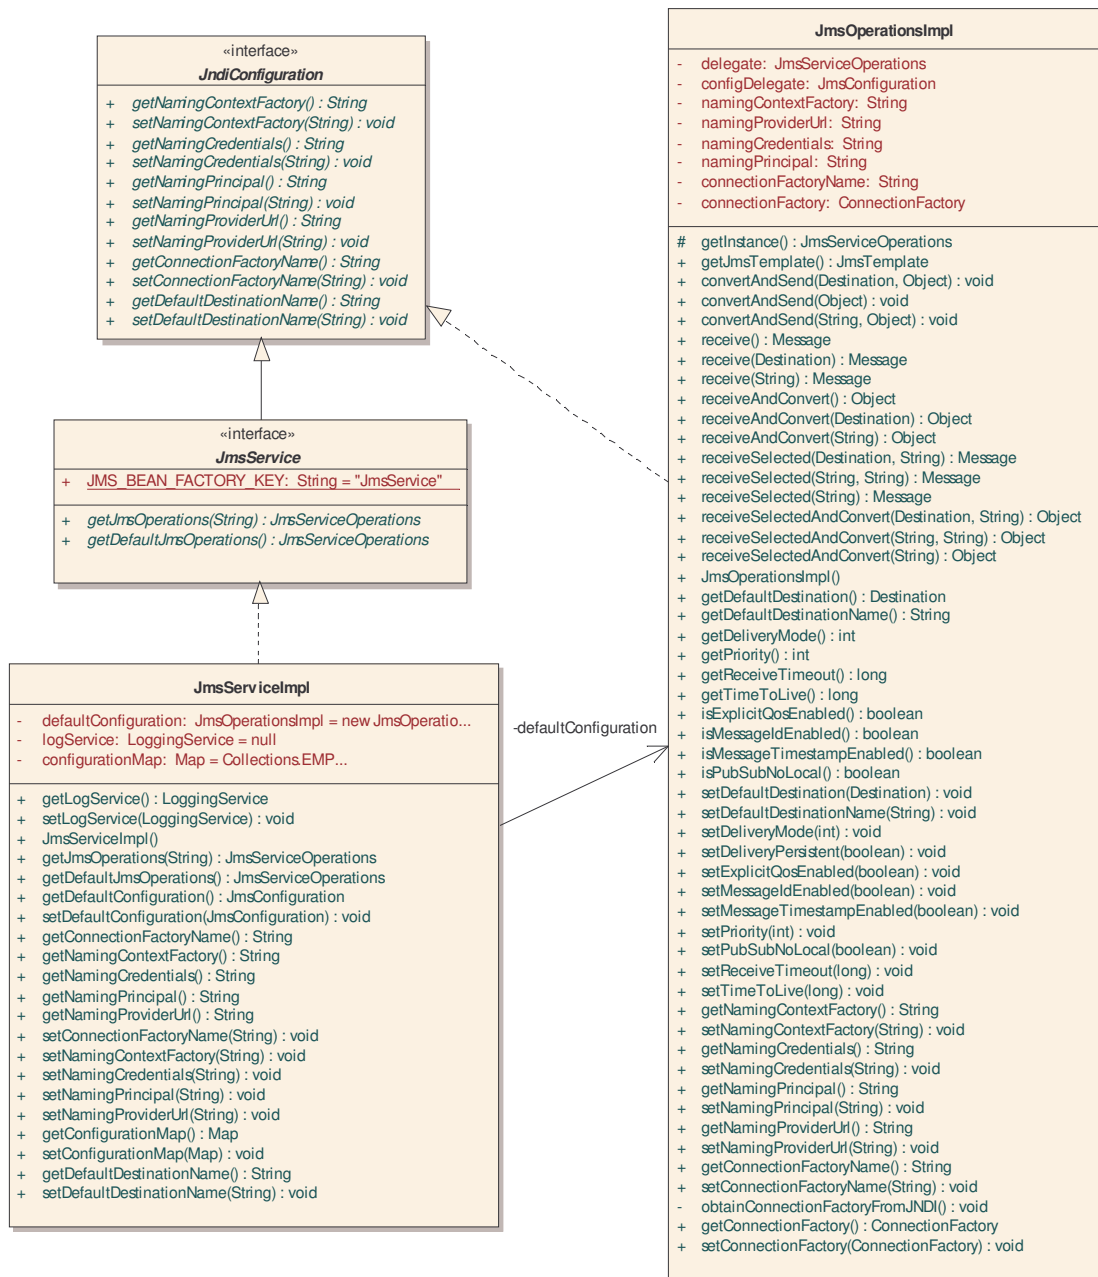 «interface»
JndiConfiguration
+ getNamingContextFactory() : String
+ setNamingContextFactory(String) : void
+ getNamingCredentials() : String
+ setNamingCredentials(String) : void
+ getNamingPrincipal() : String
+ setNamingPrincipal(String) : void
+ getNamingProviderUrl() : String
+ setNamingProviderUrl(String) : void
+ getConnectionFactoryName() : String
+ setConnectionFactoryName(String) : void
+ getDefaultDestinationName() : String
+ setDefaultDestinationName(String) : void
«interface»
JmsService
+ JMS_BEAN_FACTORY_KEY: String = "JmsService"
+ getJmsOperations(String) : JmsServiceOperations
+ getDefaultJmsOperations() : JmsServiceOperations
JmsServiceImpl
- defaultConfiguration: JmsOperationsImpl = new JmsOperatio...
- logService: LoggingService = null
- configurationMap: Map = Collections.EMP...
+ getLogService() : LoggingService
+ setLogService(LoggingService) : void
+ JmsServiceImpl()
+ getJmsOperations(String) : JmsServiceOperations
+ getDefaultJmsOperations() : JmsServiceOperations
+ getDefaultConfiguration() : JmsConfiguration
+ setDefaultConfiguration(JmsConfiguration) : void
+ getConnectionFactoryName() : String
+ getNamingContextFactory() : String
+ getNamingCredentials() : String
+ getNamingPrincipal() : String
+ getNamingProviderUrl() : String
+ setConnectionFactoryName(String) : void
+ setNamingContextFactory(String) : void
+ setNamingCredentials(String) : void
+ setNamingPrincipal(String) : void
+ setNamingProviderUrl(String) : void
+ getConfigurationMap() : Map
+ setConfigurationMap(Map) : void
+ getDefaultDestinationName() : String
+ setDefaultDestinationName(String) : void
-defaultConfiguration
JmsOperationsImpl
- delegate: JmsServiceOperations
- configDelegate: JmsConfiguration
- namingContextFactory: String
- namingProviderUrl: String
- namingCredentials: String
- namingPrincipal: String
- connectionFactoryName: String
- connectionFactory: ConnectionFactory
# getInstance() : JmsServiceOperations
+ getJmsTemplate() : JmsTemplate
+ convertAndSend(Destination, Object) : void
+ convertAndSend(Object) : void
+ convertAndSend(String, Object) : void
+ receive() : Message
+ receive(Destination) : Message
+ receive(String) : Message
+ receiveAndConvert() : Object
+ receiveAndConvert(Destination) : Object
+ receiveAndConvert(String) : Object
+ receiveSelected(Destination, String) : Message
+ receiveSelected(String, String) : Message
+ receiveSelected(String) : Message
+ receiveSelectedAndConvert(Destination, String) : Object
+ receiveSelectedAndConvert(String, String) : Object
+ receiveSelectedAndConvert(String) : Object
+ JmsOperationsImpl()
+ getDefaultDestination() : Destination
+ getDefaultDestinationName() : String
+ getDeliveryMode() : int
+ getPriority() : int
+ getReceiveTimeout() : long
+ getTimeToLive() : long
+ isExplicitQosEnabled() : boolean
+ isMessageIdEnabled() : boolean
+ isMessageTimestampEnabled() : boolean
+ isPubSubNoLocal() : boolean
+ setDefaultDestination(Destination) : void
+ setDefaultDestinationName(String) : void
+ setDeliveryMode(int) : void
+ setDeliveryPersistent(boolean) : void
+ setExplicitQosEnabled(boolean) : void
+ setMessageIdEnabled(boolean) : void
+ setMessageTimestampEnabled(boolean) : void
+ setPriority(int) : void
+ setPubSubNoLocal(boolean) : void
+ setReceiveTimeout(long) : void
+ setTimeToLive(long) : void
+ getNamingContextFactory() : String
+ setNamingContextFactory(String) : void
+ getNamingCredentials() : String
+ setNamingCredentials(String) : void
+ getNamingPrincipal() : String
+ setNamingPrincipal(String) : void
+ getNamingProviderUrl() : String
+ setNamingProviderUrl(String) : void
+ getConnectionFactoryName() : String
+ setConnectionFactoryName(String) : void
- obtainConnectionFactoryFromJNDI() : void
+ getConnectionFactory() : ConnectionFactory
+ setConnectionFactory(ConnectionFactory) : void